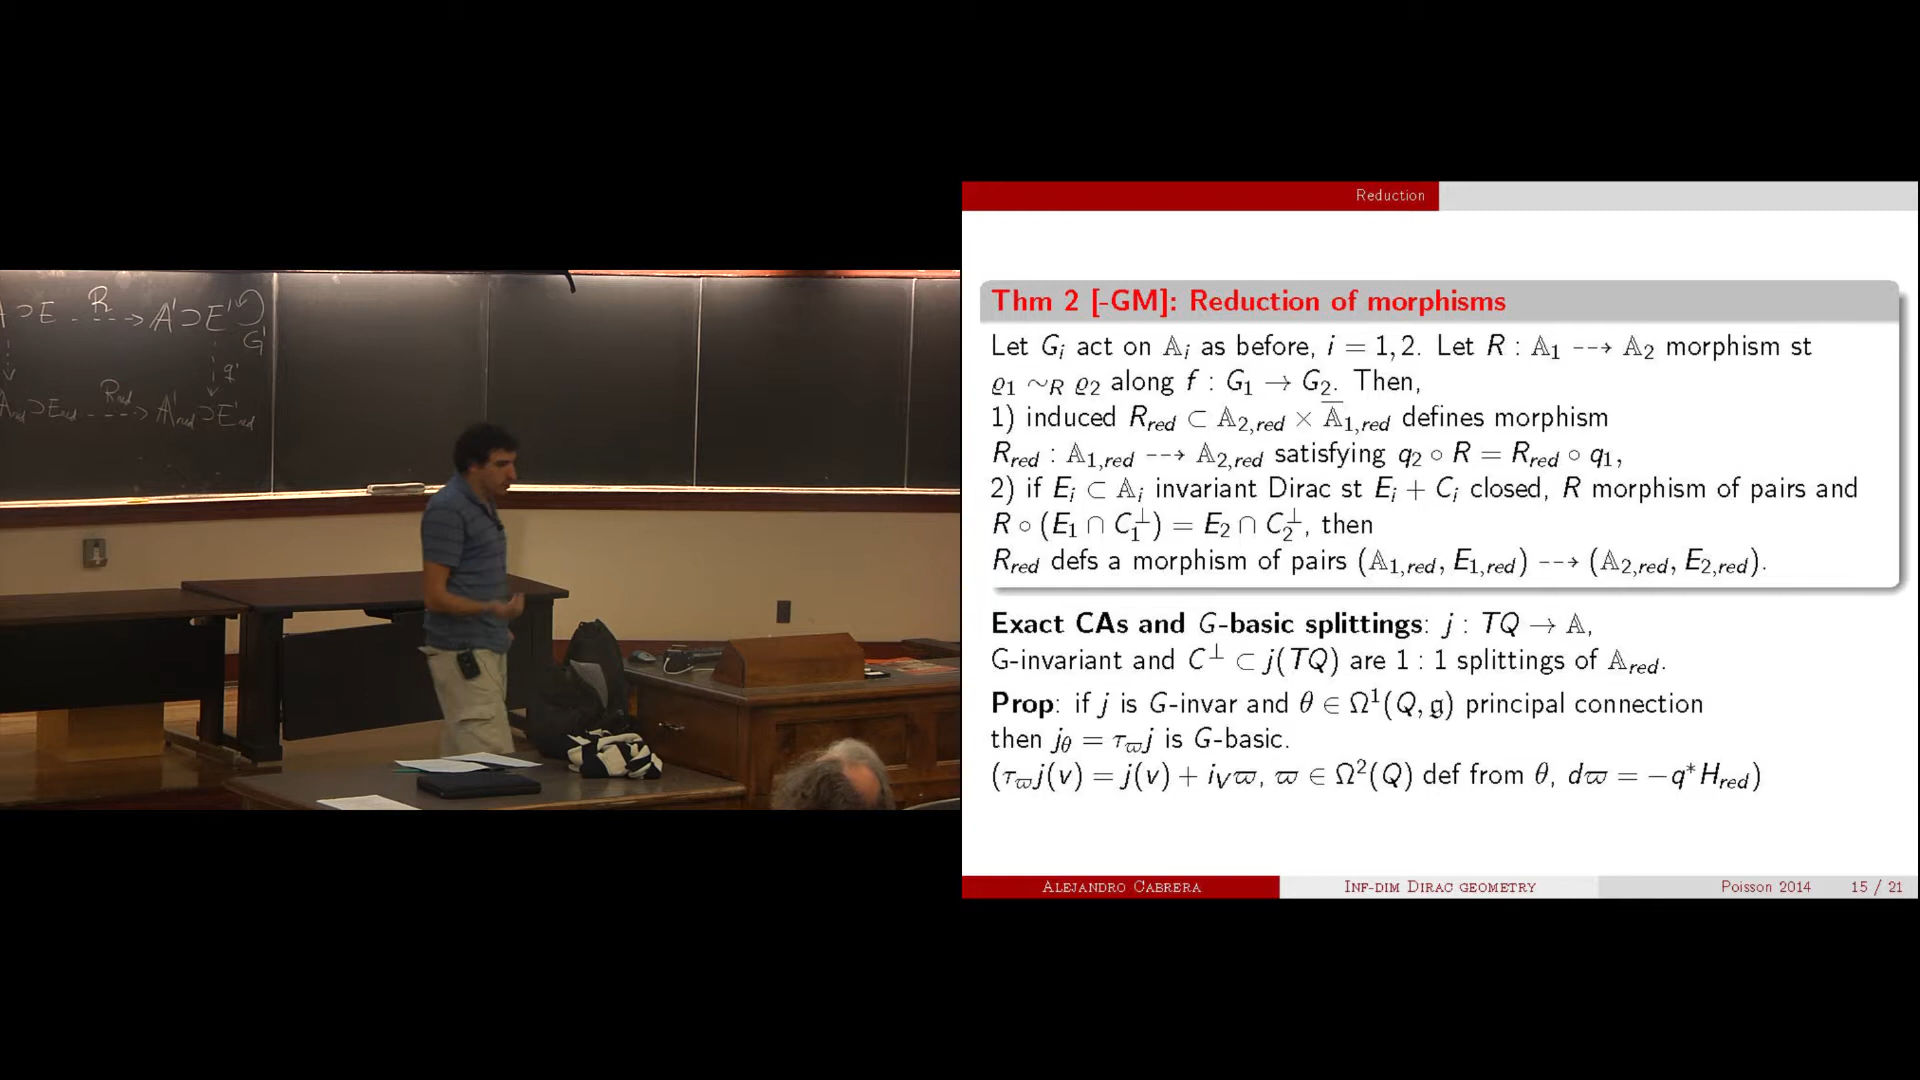 ⊃E --R--→ 𝔸' ⊃ E'
G'
q'
𝔸red ⊃ Ered --Rred--→ 𝔸'red ⊃ E'red
Reduction
Thm 2 [-GM]: Reduction of morphisms
Let Gᵢ act on 𝔸ᵢ as before, i = 1, 2. Let R : 𝔸₁ --→ 𝔸₂ morphism st
ϱ₁ ∼_R ϱ₂ along f : G₁ → G₂. Then,
1) induced R_red ⊂ 𝔸_{2,red} × \overline{𝔸}_{1,red} defines morphism
R_red : 𝔸_{1,red} --→ 𝔸_{2,red} satisfying q₂ ∘ R = R_red ∘ q₁,
2) if Eᵢ ⊂ 𝔸ᵢ invariant Dirac st Eᵢ + Cᵢ closed, R morphism of pairs and
R ∘ (E₁ ∩ C₁^⊥) = E₂ ∩ C₂^⊥, then
R_red defs a morphism of pairs (𝔸_{1,red}, E_{1,red}) --→ (𝔸_{2,red}, E_{2,red}).
Exact CAs and G-basic splittings: j : TQ → 𝔸,
G-invariant and C^⊥ ⊂ j(TQ) are 1 : 1 splittings of 𝔸_red.
Prop: if j is G-invar and θ ∈ Ω¹(Q, 𝔤) principal connection
then j_θ = τ_ϖ j is G-basic.
(τ_ϖ j(v) = j(v) + i_V ϖ, ϖ ∈ Ω²(Q) def from θ, dϖ = −q*H_red)
Alejandro Cabrera
Inf-dim Dirac geometry
Poisson 2014
15 / 21